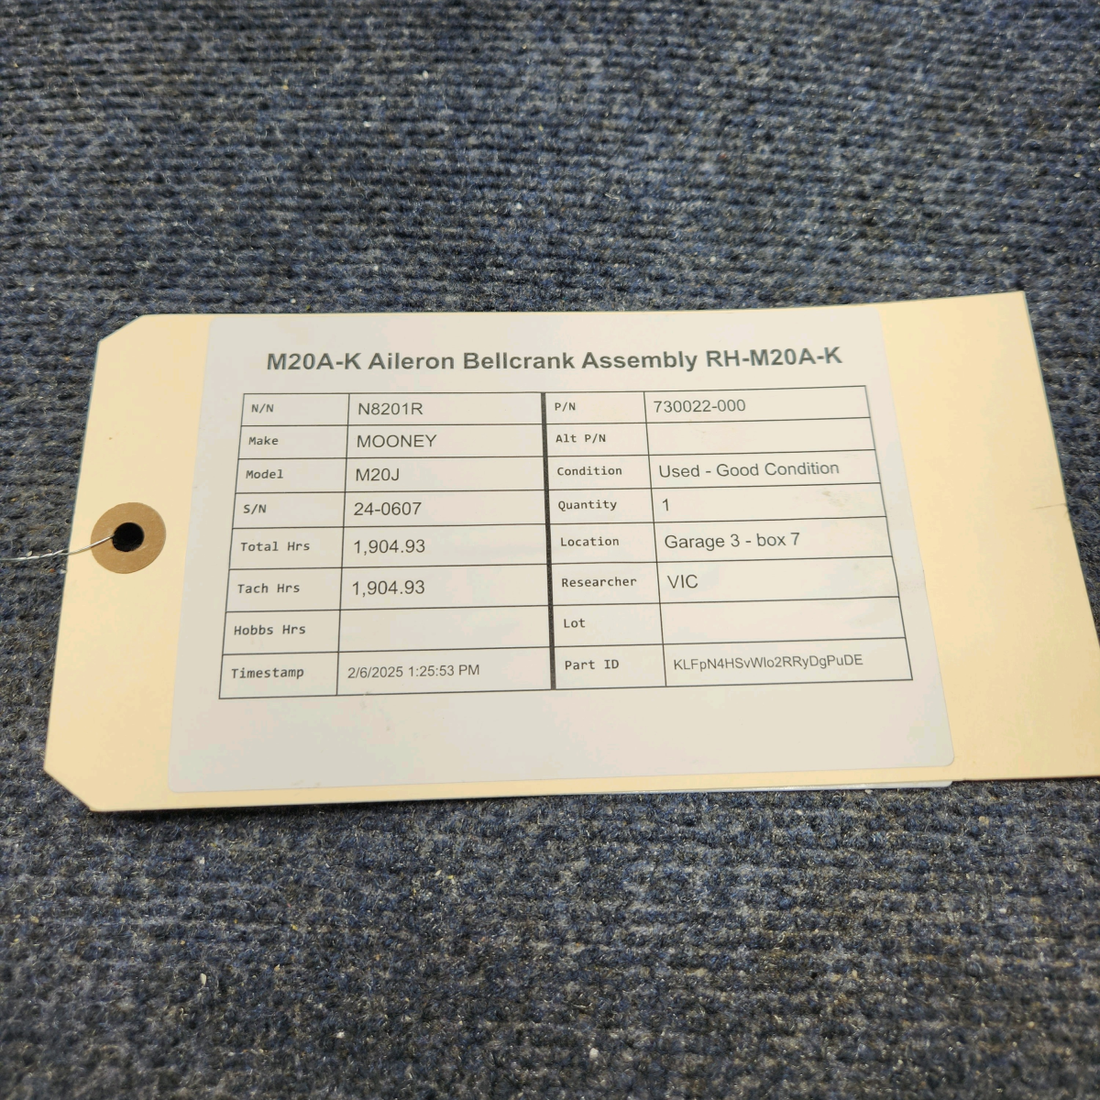 M20A-K Aileron Bellcrank Assembly RH-M20A-K
N/N N8201R P/N 730022-000
Make MOONEY Alt P/N
Model M20J Condition Used - Good Condition
S/N 24-0607 Quantity 1
Total Hrs 1,904.93 Location Garage 3 - box 7
Tach Hrs 1,904.93 Researcher VIC
Hobbs Hrs Lot
Timestamp 2/6/2025 1:25:53 PM Part ID KLFpN4HSvWlo2RRyDgPuDE